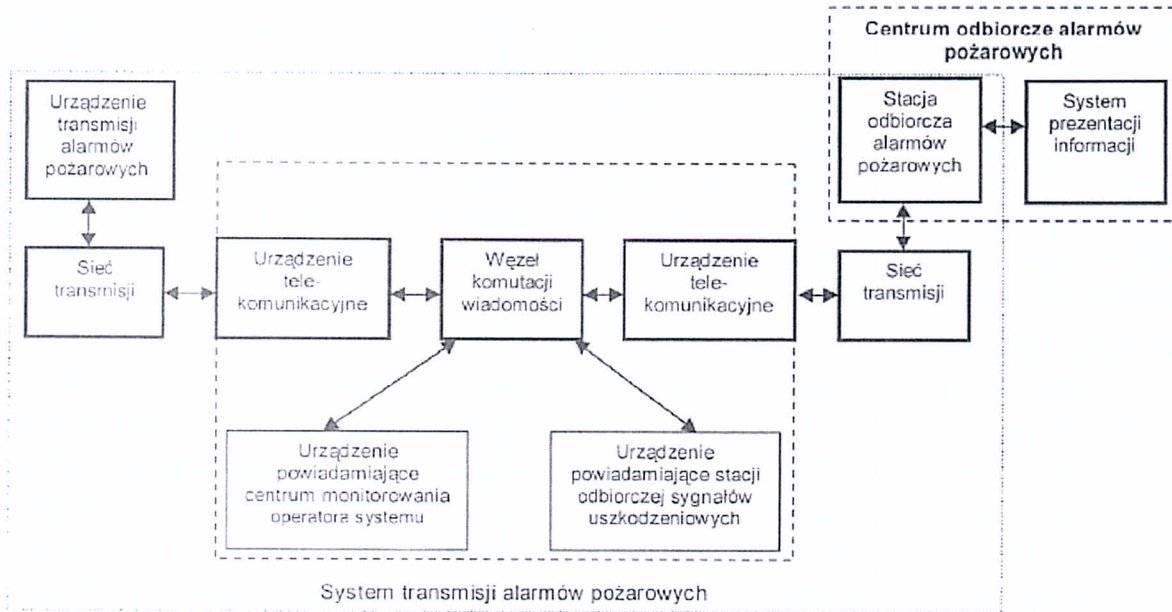 Centrum odbiorcze alarmów
pożarowych
Urządzenie
transmisji
alarmów
pożarowych
Stacja
odbiorcza
alarmów
pożarowych
System
prezentacji
informacji
Sieć
transmisji
Urządzenie
tele-
komunikacyjne
Węzeł
komutacji
wiadomości
Urządzenie
tele-
komunikacyjne
Sieć
transmisji
Urządzenie
powiadamiające
centrum monitorowania
operatora systemu
Urządzenie
powiadamiające stacji
odbiorczej sygnałów
uszkodzeniowych
System transmisji alarmów pożarowych